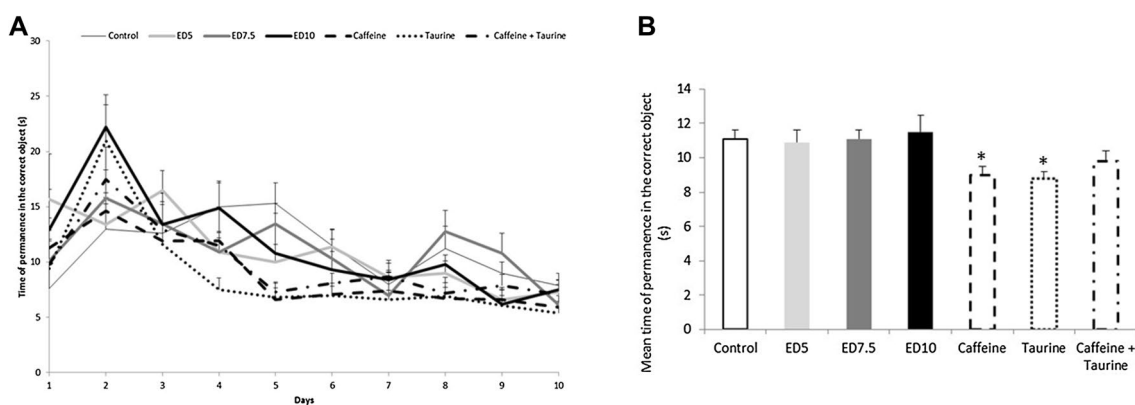 A
Control ED5 ED7.5 ED10 Caffeine Taurine Caffeine + Taurine
Time of permanence in the correct object (s)
30
25
20
15
10
5
0
1 2 3 4 5 6 7 8 9 10
Days
B
Mean time of permanence in the correct object
(s)
14
12
10
8
6
4
2
0
* *
Control ED5 ED7.5 ED10 Caffeine Taurine Caffeine +
Taurine